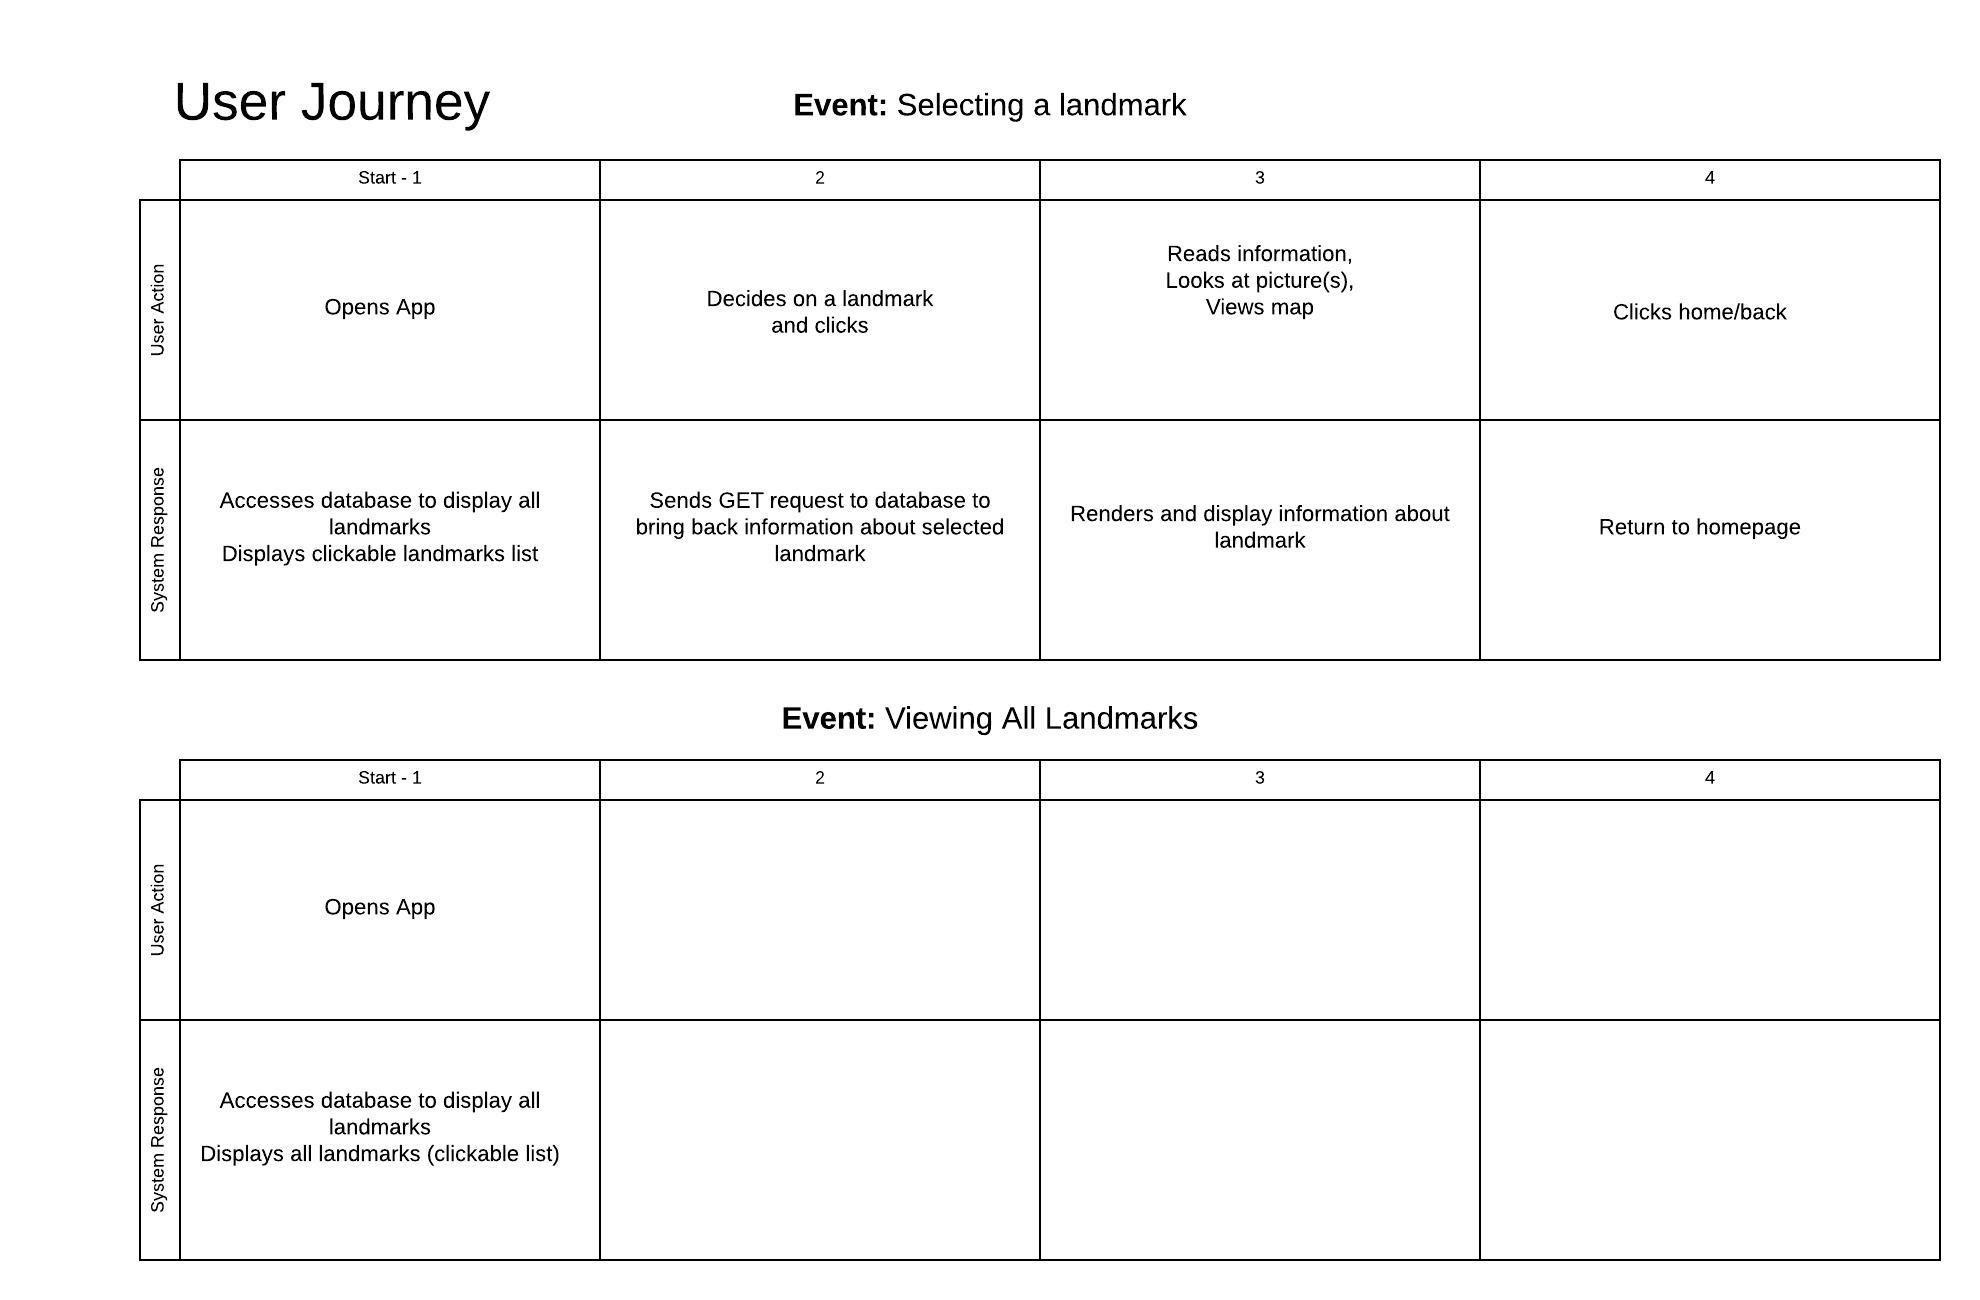 User Journey
Event: Selecting a landmark
Start - 1
2
3
4
User Action
Opens App
Decides on a landmark
and clicks
Reads information,
Looks at picture(s),
Views map
Clicks home/back
System Response
Accesses database to display all
landmarks
Displays clickable landmarks list
Sends GET request to database to
bring back information about selected
landmark
Renders and display information about
landmark
Return to homepage
Event: Viewing All Landmarks
Start - 1
2
3
4
User Action
Opens App
System Response
Accesses database to display all
landmarks
Displays all landmarks (clickable list)